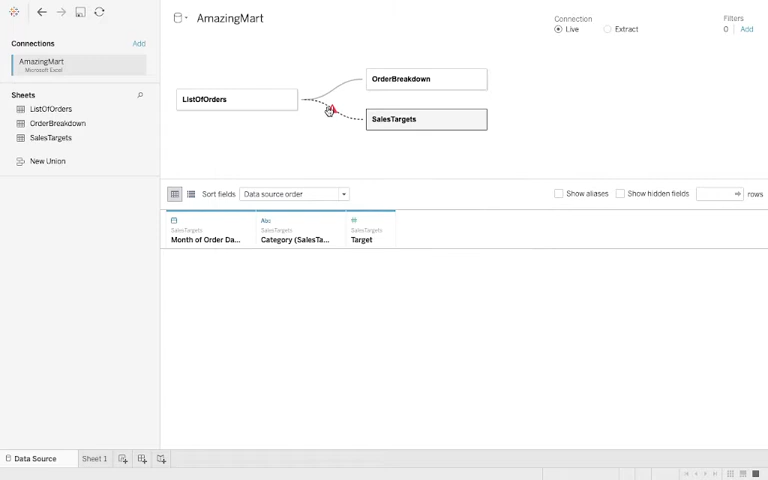 AmazingMart
Connection
Live
Extract
Filters
0
Add
Connections
Add
AmazingMart
Microsoft Excel
Sheets
ListOfOrders
OrderBreakdown
SalesTargets
New Union
ListOfOrders
OrderBreakdown
SalesTargets
Sort fields
Data source order
Show aliases
Show hidden fields
rows
SalesTargets
Month of Order Da...
Abc
SalesTargets
Category (SalesTa...
SalesTargets
Target
Data Source
Sheet 1